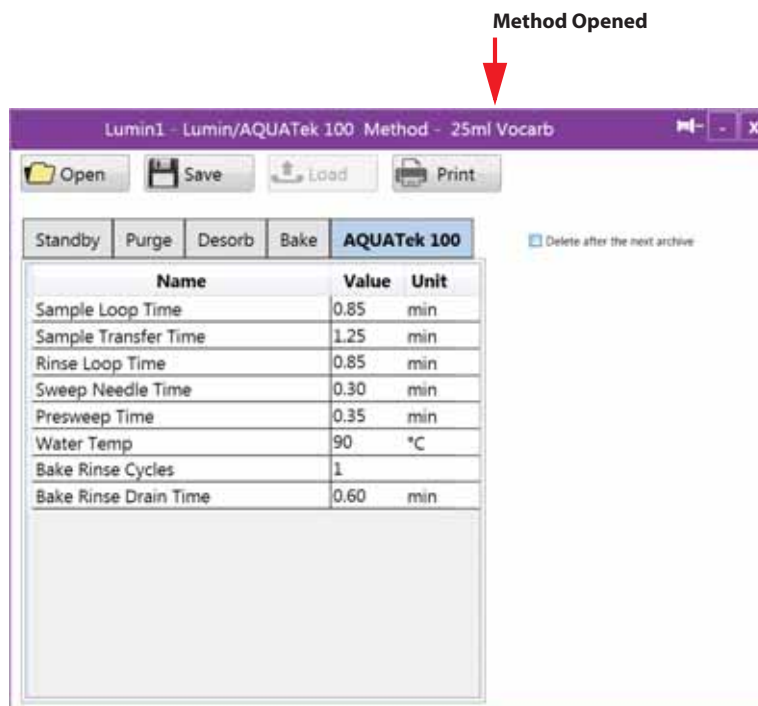 Method Opened
Lumin1 - Lumin/AQUATek 100 Method - 25ml Vocarb - x
Open Save Load Print
Standby Purge Desorb Bake AQUATek 100 Delete after the next archive
Name Value Unit
Sample Loop Time 0.85 min
Sample Transfer Time 1.25 min
Rinse Loop Time 0.85 min
Sweep Needle Time 0.30 min
Presweep Time 0.35 min
Water Temp 90 °C
Bake Rinse Cycles 1
Bake Rinse Drain Time 0.60 min